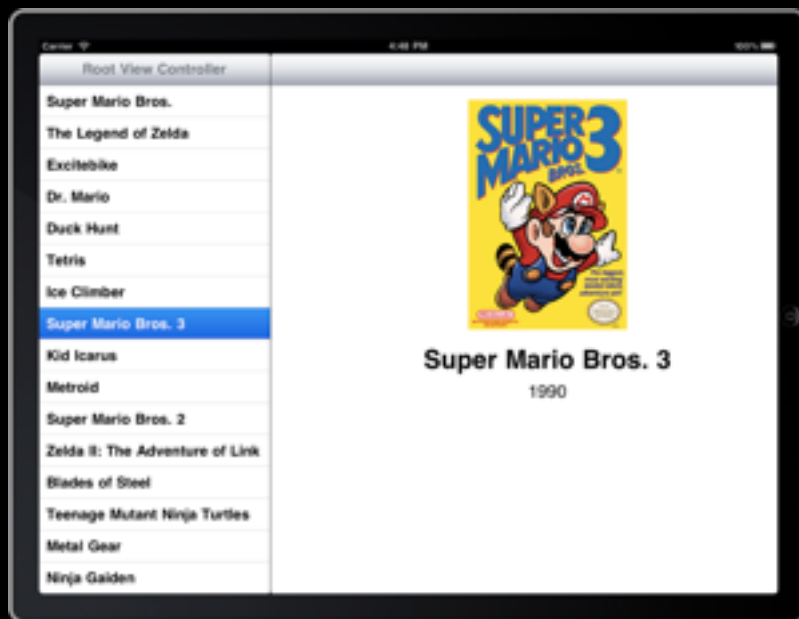 Carrier 4:48 PM 100%
Root View Controller
Super Mario Bros.
The Legend of Zelda
Excitebike
Dr. Mario
Duck Hunt
Tetris
Ice Climber
Super Mario Bros. 3
Kid Icarus
Metroid
Super Mario Bros. 2
Zelda II: The Adventure of Link
Blades of Steel
Teenage Mutant Ninja Turtles
Metal Gear
Ninja Gaiden
SUPER
MARIO 3
BROS.
Super Mario Bros. 3
1990